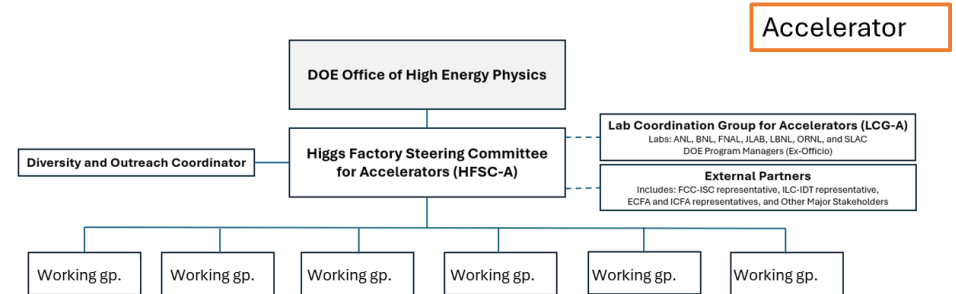 Accelerator
DOE Office of High Energy Physics
Higgs Factory Steering Committee
for Accelerators (HFSC-A)
Diversity and Outreach Coordinator
Lab Coordination Group for Accelerators (LCG-A)
Labs: ANL, BNL, FNAL, JLAB, LBNL, ORNL, and SLAC
DOE Program Managers (Ex-Officio)
External Partners
Includes: FCC-ISC representative, ILC-IDT representative,
ECFA and ICFA representatives, and Other Major Stakeholders
Working gp.
Working gp.
Working gp.
Working gp.
Working gp.
Working gp.